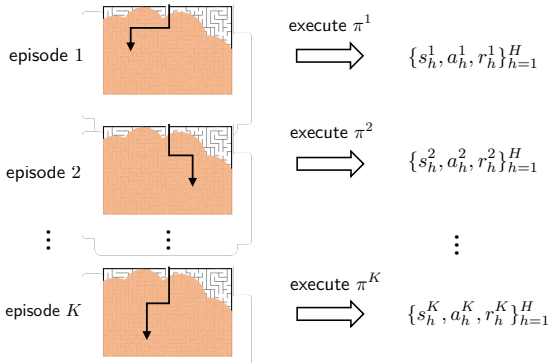 episode 1
execute π^1
{s_h^1, a_h^1, r_h^1}_{h=1}^H
episode 2
execute π^2
{s_h^2, a_h^2, r_h^2}_{h=1}^H
⋮ ⋮ ⋮
episode K
execute π^K
{s_h^K, a_h^K, r_h^K}_{h=1}^H